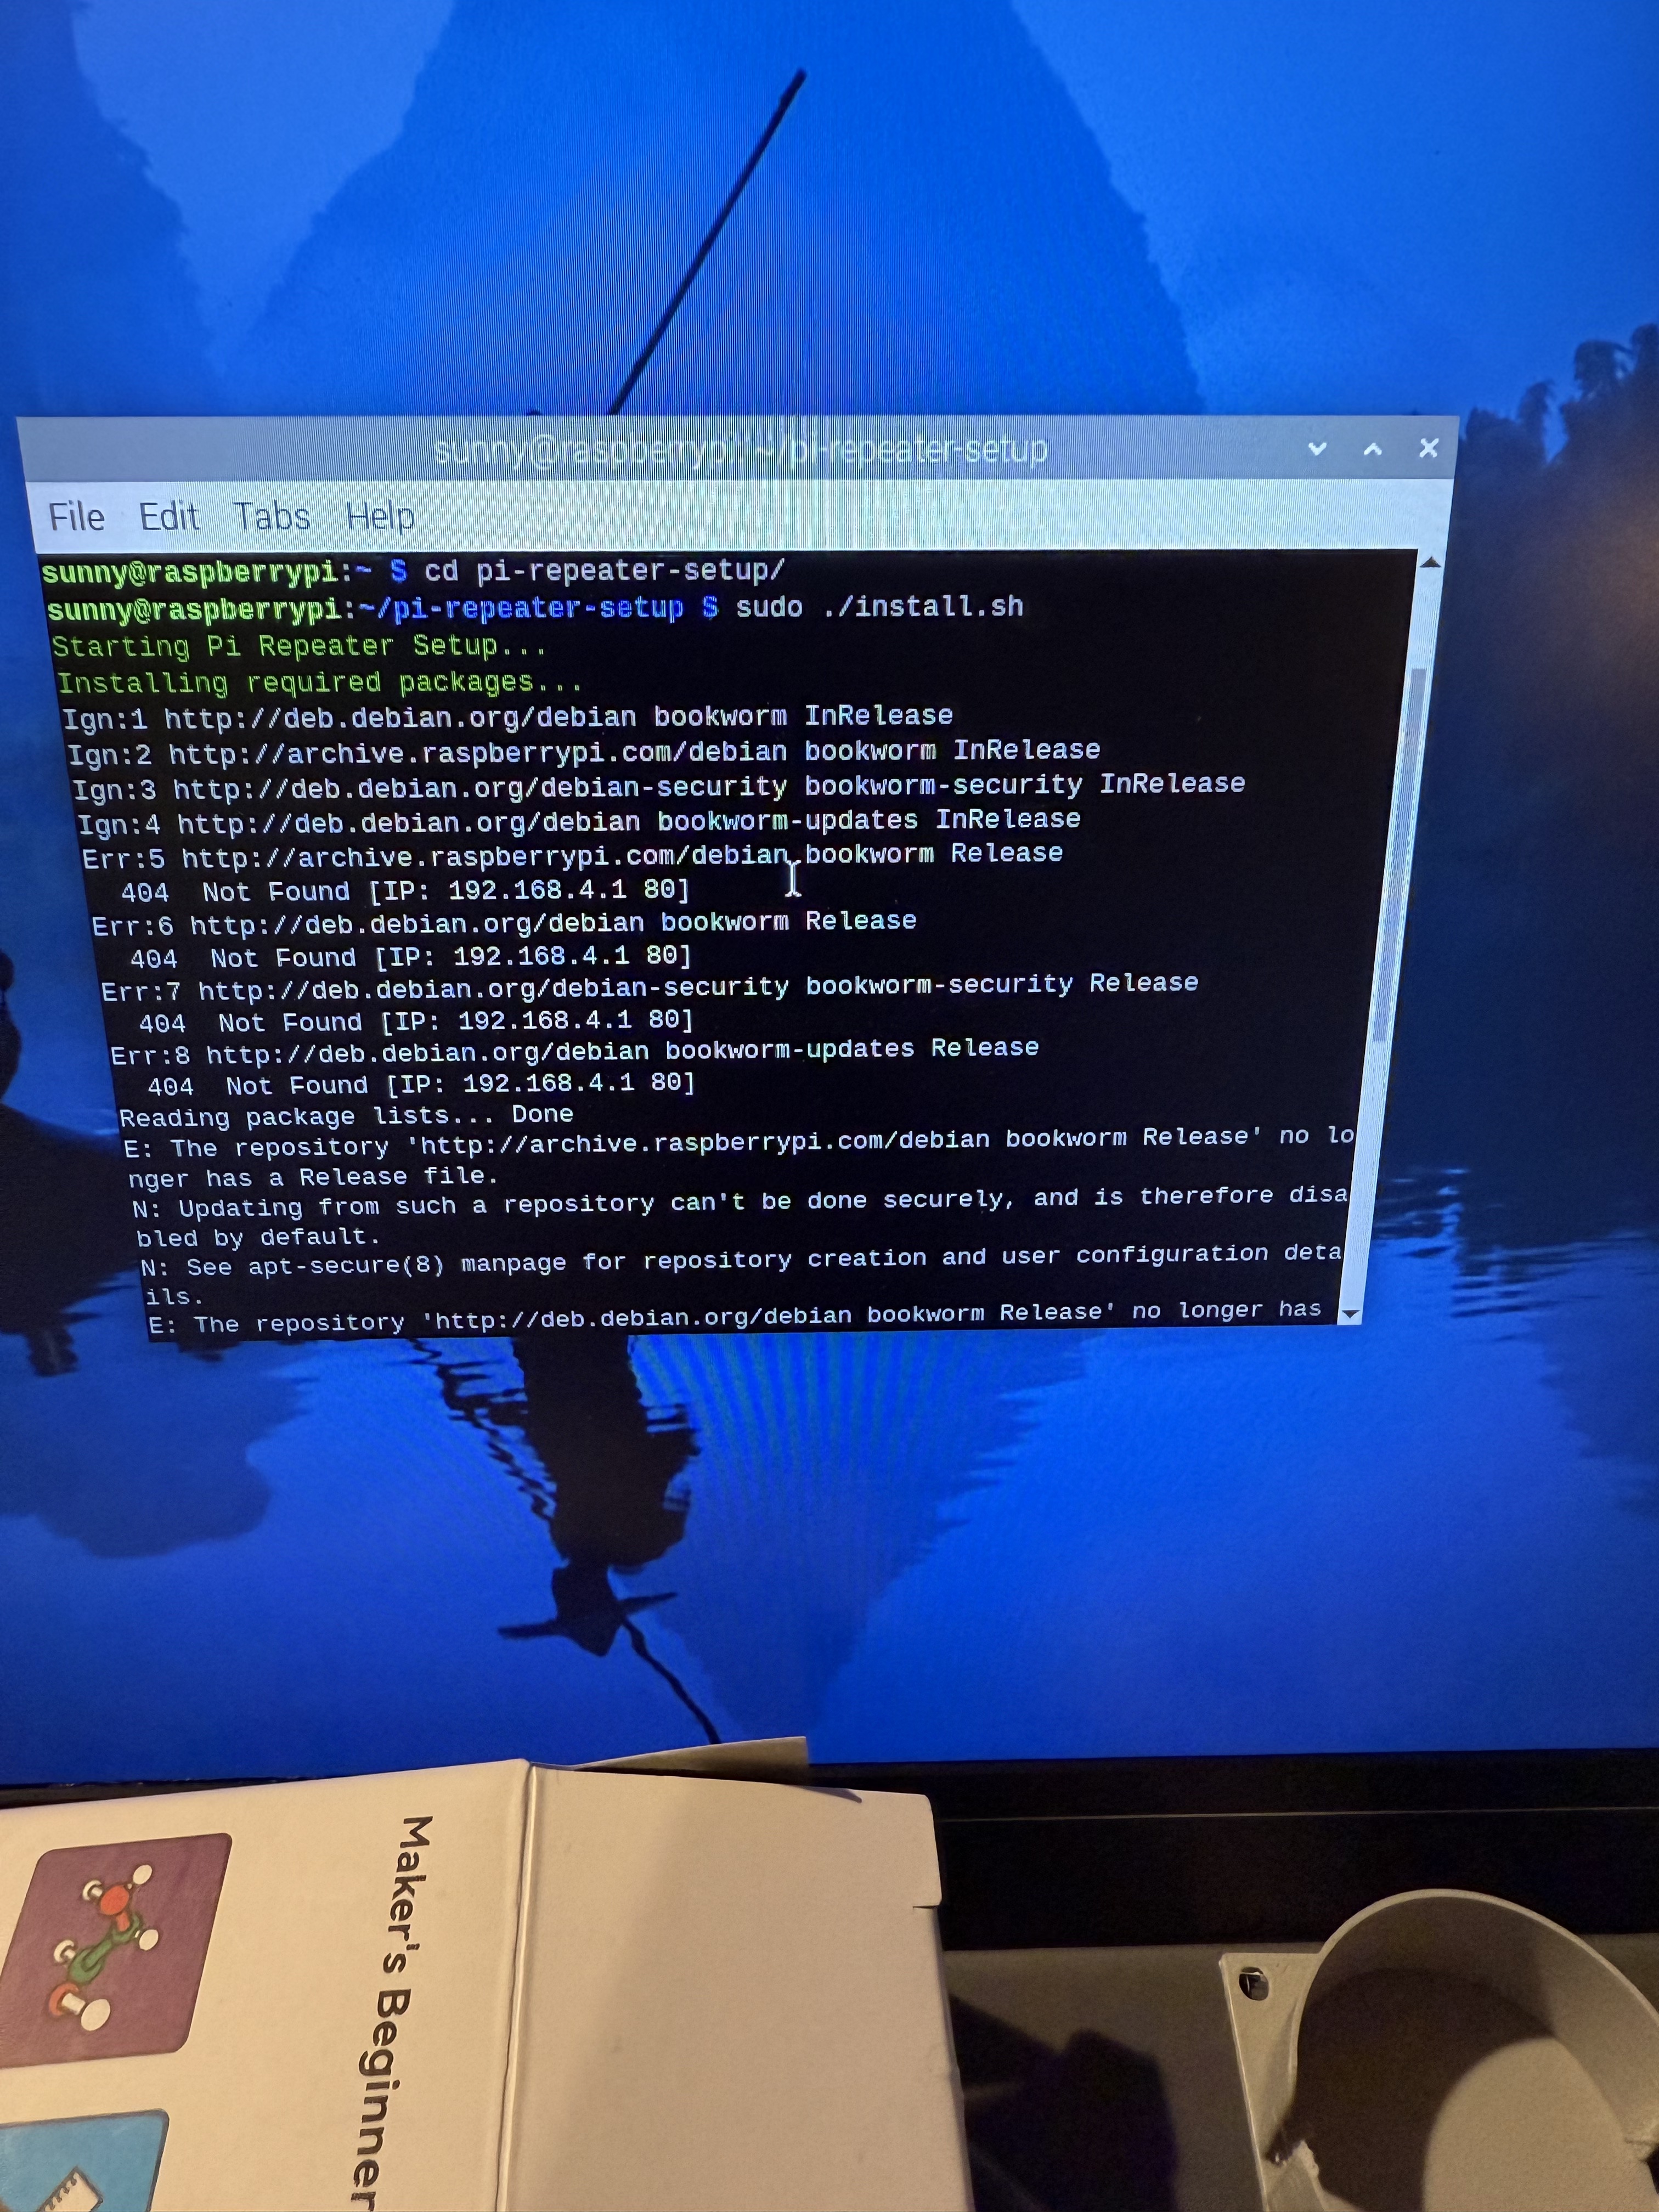 sunny@raspberrypi: ~/pi-repeater-setup
File Edit Tabs Help
sunny@raspberrypi:~ $ cd pi-repeater-setup/
sunny@raspberrypi:~/pi-repeater-setup $ sudo ./install.sh
Starting Pi Repeater Setup...
Installing required packages...
Ign:1 http://deb.debian.org/debian bookworm InRelease
Ign:2 http://archive.raspberrypi.com/debian bookworm InRelease
Ign:3 http://deb.debian.org/debian-security bookworm-security InRelease
Ign:4 http://deb.debian.org/debian bookworm-updates InRelease
Err:5 http://archive.raspberrypi.com/debian bookworm Release
404 Not Found [IP: 192.168.4.1 80]
Err:6 http://deb.debian.org/debian bookworm Release
404 Not Found [IP: 192.168.4.1 80]
Err:7 http://deb.debian.org/debian-security bookworm-security Release
404 Not Found [IP: 192.168.4.1 80]
Err:8 http://deb.debian.org/debian bookworm-updates Release
404 Not Found [IP: 192.168.4.1 80]
Reading package lists... Done
E: The repository 'http://archive.raspberrypi.com/debian bookworm Release' no lo
nger has a Release file.
N: Updating from such a repository can't be done securely, and is therefore disa
bled by default.
N: See apt-secure(8) manpage for repository creation and user configuration deta
ils.
E: The repository 'http://deb.debian.org/debian bookworm Release' no longer has
Maker's Beginner